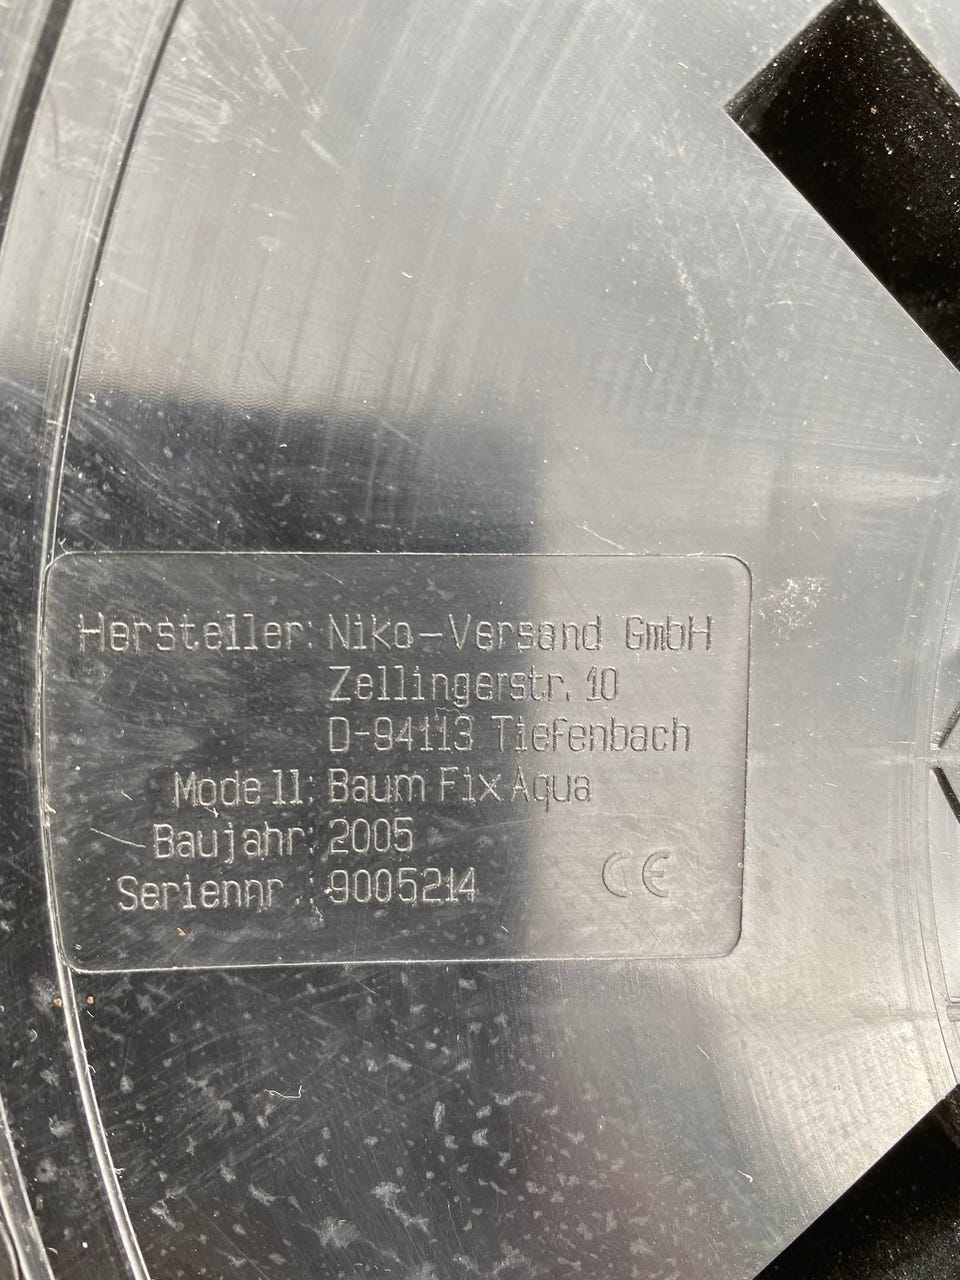 Hersteller: Niko-Versand GmbH
Zellingerstr. 10
D-94113 Tiefenbach
Modell: Baum Fix Aqua
Baujahr: 2005
Seriennr.: 9005214
CE